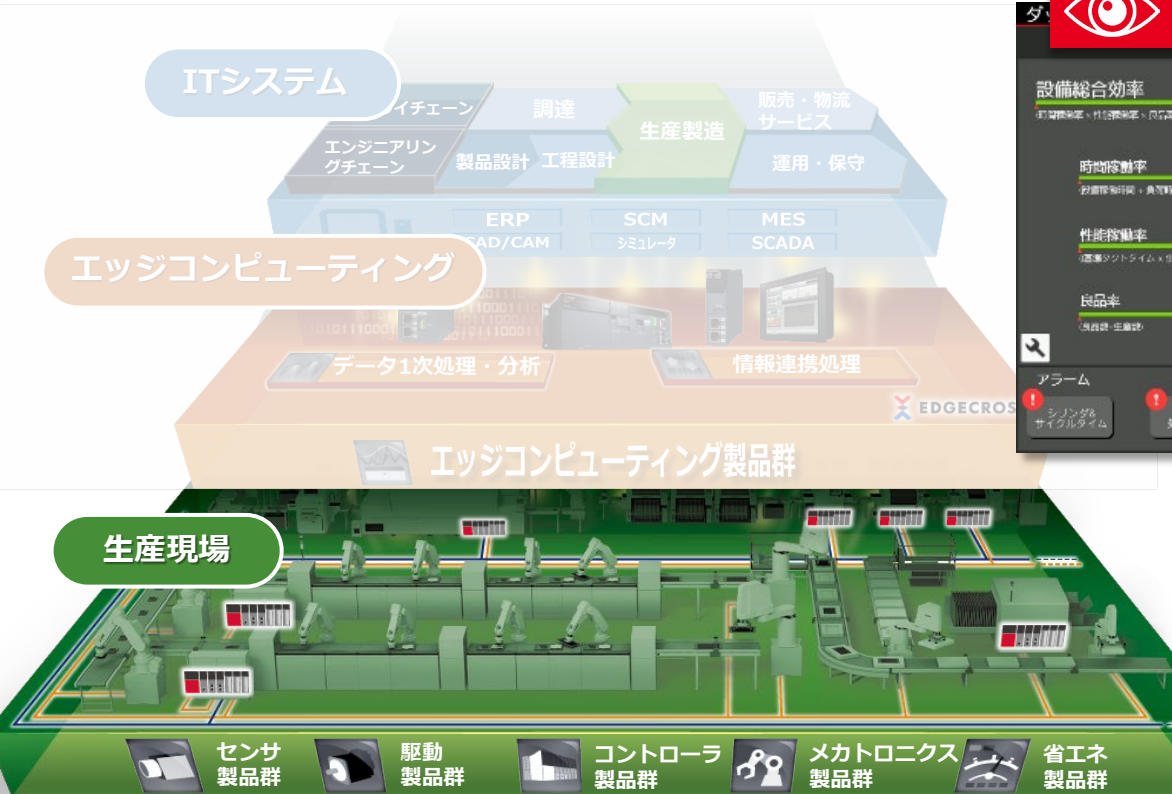 ITシステム
イチェーン
調達
生産製造
販売・物流
サービス
エンジニアリン
グチェーン
製品設計
工程設計
運用・保守
ERP
SCM
MES
CAD/CAM
シミュレータ
SCADA
エッジコンピューティング
データ1次処理・分析
情報連携処理
EDGECROS
エッジコンピューティング製品群
生産現場
センサ
製品群
駆動
製品群
コントローラ
製品群
メカトロニクス
製品群
省エネ
製品群
設備総合効率
時間稼働率
性能稼働率
良品率
アラーム
シリンダ&
サイクルタイム